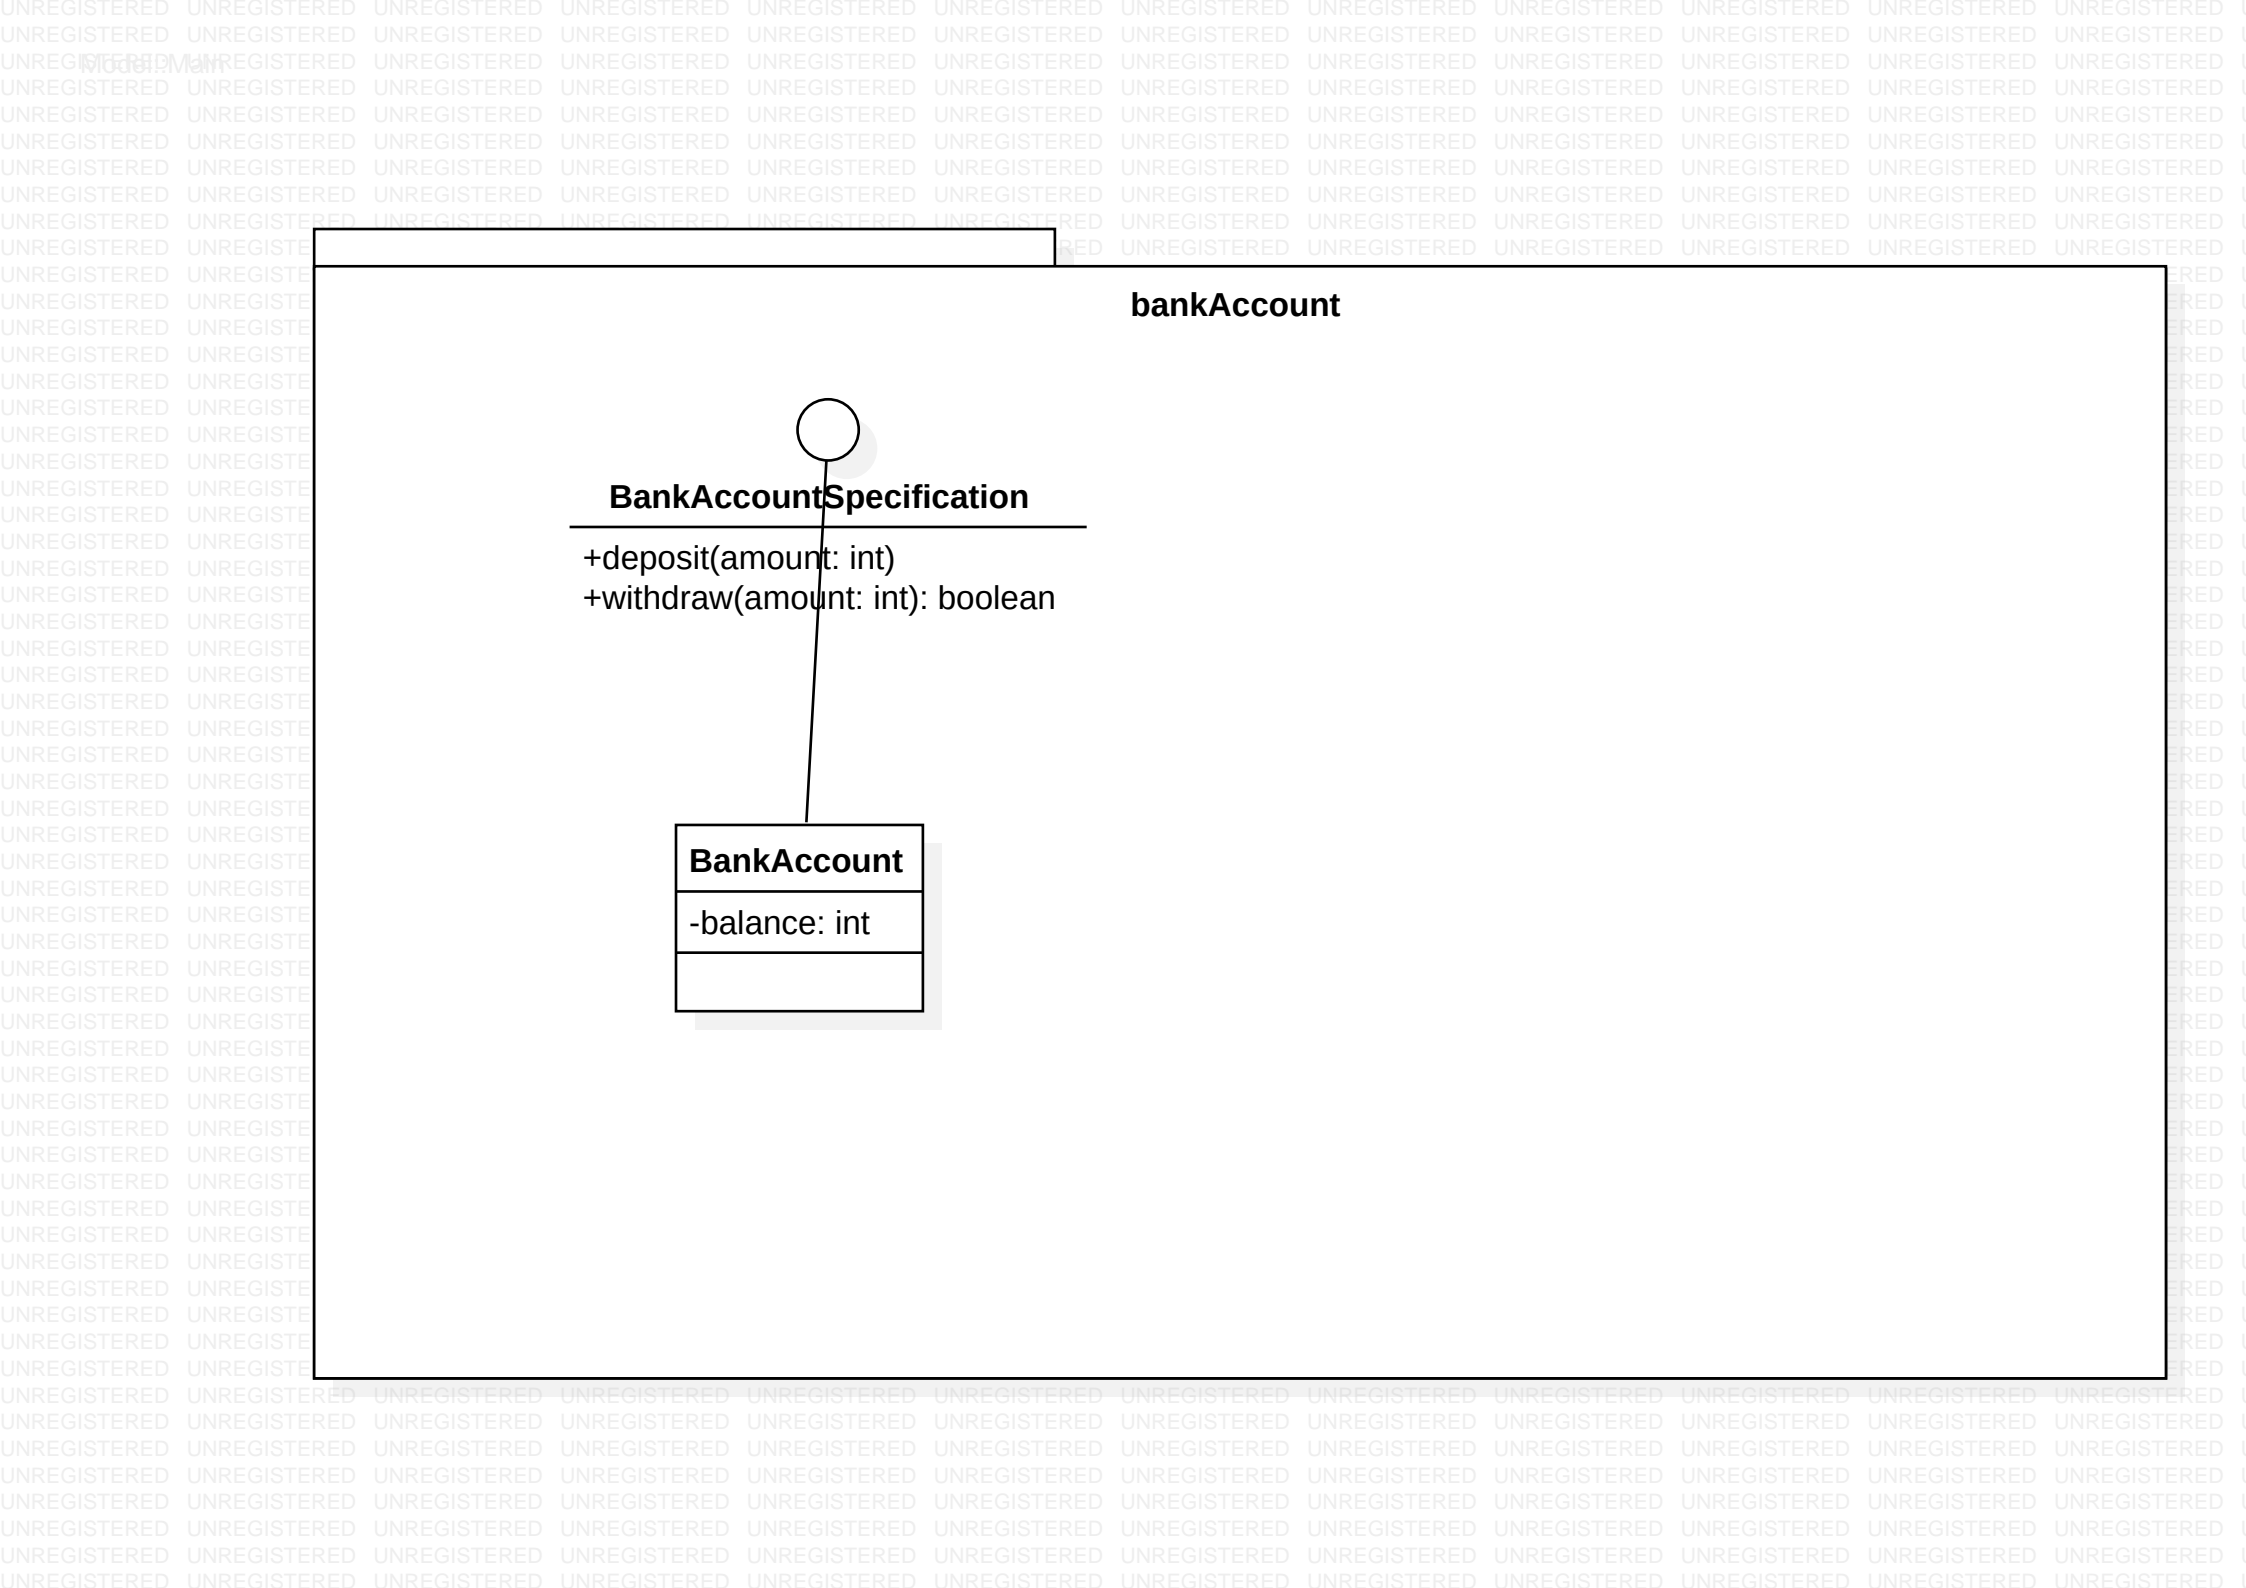 Model::Main
bankAccount
BankAccountSpecification
+deposit(amount: int)
+withdraw(amount: int): boolean
BankAccount
-balance: int